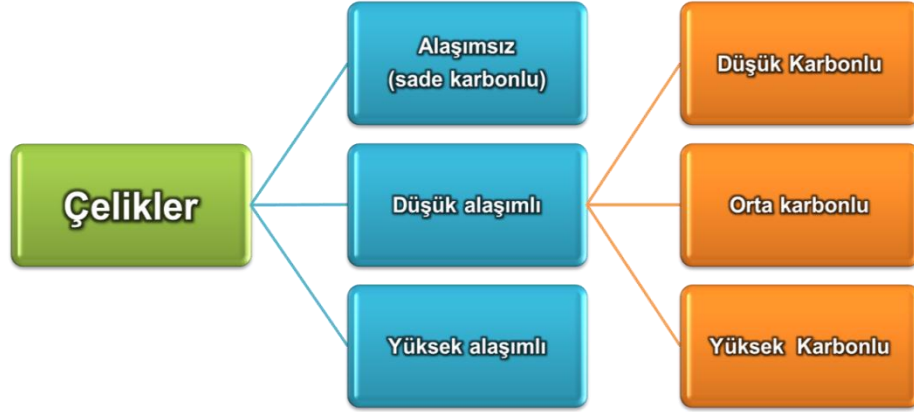 Çelikler
Alaşımsız
(sade karbonlu)
Düşük alaşımlı
Yüksek alaşımlı
Düşük Karbonlu
Orta karbonlu
Yüksek Karbonlu